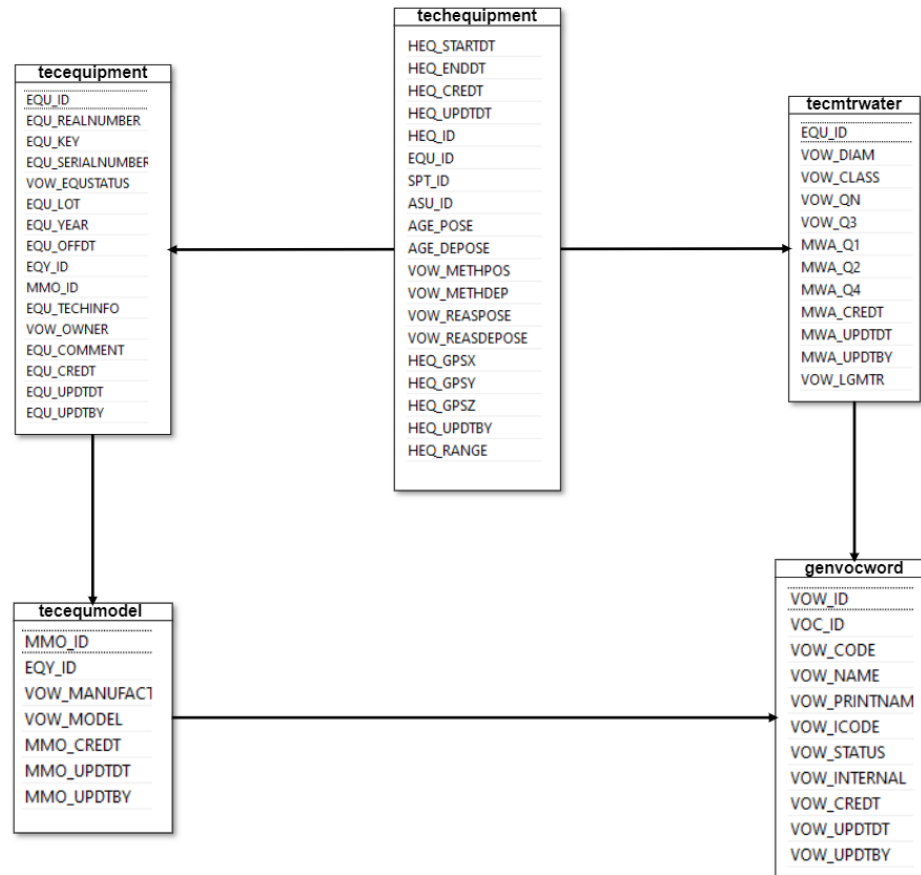 techequipment
HEQ_STARTDT
HEQ_ENDDT
HEQ_CREDT
HEQ_UPDTDT
HEQ_ID
EQU_ID
SPT_ID
ASU_ID
AGE_POSE
AGE_DEPOSE
VOW_METHPOS
VOW_METHDEP
VOW_REASPOSE
VOW_REASDEPOSE
HEQ_GPSX
HEQ_GPSY
HEQ_GPSZ
HEQ_UPDTBY
HEQ_RANGE
tecequipment
EQU_ID
EQU_REALNUMBER
EQU_KEY
EQU_SERIALNUMBER
VOW_EQUSTATUS
EQU_LOT
EQU_YEAR
EQU_OFFDT
EQY_ID
MMO_ID
EQU_TECHINFO
VOW_OWNER
EQU_COMMENT
EQU_CREDT
EQU_UPDTDT
EQU_UPDTBY
tecmtrwater
EQU_ID
VOW_DIAM
VOW_CLASS
VOW_QN
VOW_Q3
MWA_Q1
MWA_Q2
MWA_Q4
MWA_CREDT
MWA_UPDTDT
MWA_UPDTBY
VOW_LGMTR
tecequmodel
MMO_ID
EQY_ID
VOW_MANUFACT
VOW_MODEL
MMO_CREDT
MMO_UPDTDT
MMO_UPDTBY
genvocword
VOW_ID
VOC_ID
VOW_CODE
VOW_NAME
VOW_PRINTNAM
VOW_ICODE
VOW_STATUS
VOW_INTERNAL
VOW_CREDT
VOW_UPDTDT
VOW_UPDTBY